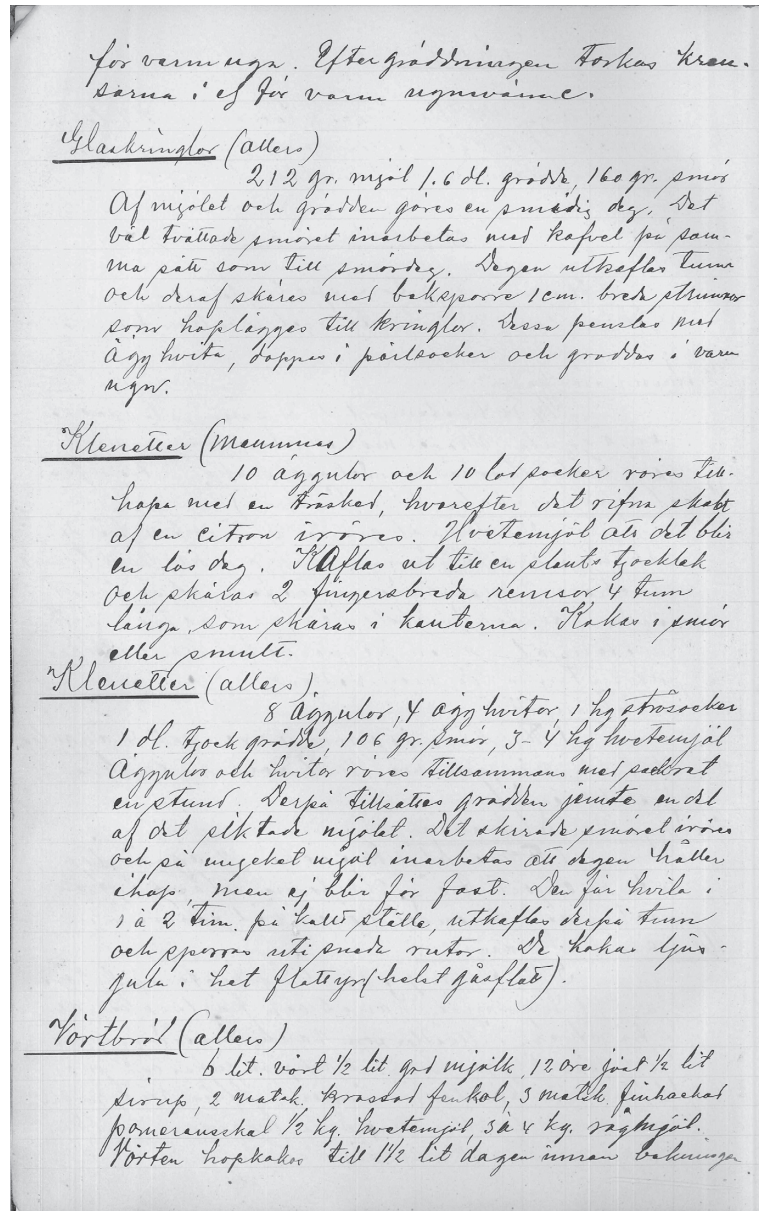 för varm ugn. Efter gräddningen torkas kran-
sarna i ej för varm ugnsvärme.
Glaskringlor (allers)
212 gr. mjöl 1.6 dl. grädde, 160 gr. smör
Af mjölet och grädden göres en smidig deg. Det
väl tvättade smöret inarbetas med kafvel på sam-
ma sätt som till smördeg. Degen utkaflas tunn
och deraf skäres med baksporre 1 cm. breda strimmor
som hoplägges till kringlor. Dessa penslas med
Ägghvita, doppas i pärlsocker och gräddas i varm
ugn.
Klenetter (Mammas)
10 äggulor och 10 lod socker röres till-
hopa med en träsked, hvarefter det rifna skalet
af en citron iröres. Hvetemjöl att det blir
en lös deg. Kaflas ut till en slants tjocklek
och skäras 2 fingersbreda remsor 4 tum
långa, som skäras i kanterna. Kokas i smör
eller smult.
Klenetter (allers)
8 Äggulor, 4 ägghvitor, 1 hg strösocker
1 dl. tjock grädde, 106 gr. smör, 3-4 hg hvetemjöl
Äggulor och hvitor röres tillsammans med sockret
en stund. Derpå tillsättes grädden jemte en del
af det siktade mjölet. Det skirade smöret iröres
och så mycket mjöl inarbetas att degen håller
ihop, men ej blir för fast. Den får hvila i
1 à 2 tim. på kallt ställe, utkaflas derpå tunn
och sporras uti sneda rutor. De kokas ljus-
gula i het flottyr (helst gåsflott).
Vörtbröd (allers)
6 lit. vört 1/2 lit. god mjölk, 12 öre jäst 1/2 lit
sirup, 2 matsk. krossad fenkol, 3 matsk. finhackad
pomeransskal 1/2 kg. hvetemjöl, 3 à 4 kg. rågmjöl.
Vörten hopkokas till 1 1/2 lit dagen innan bakningen